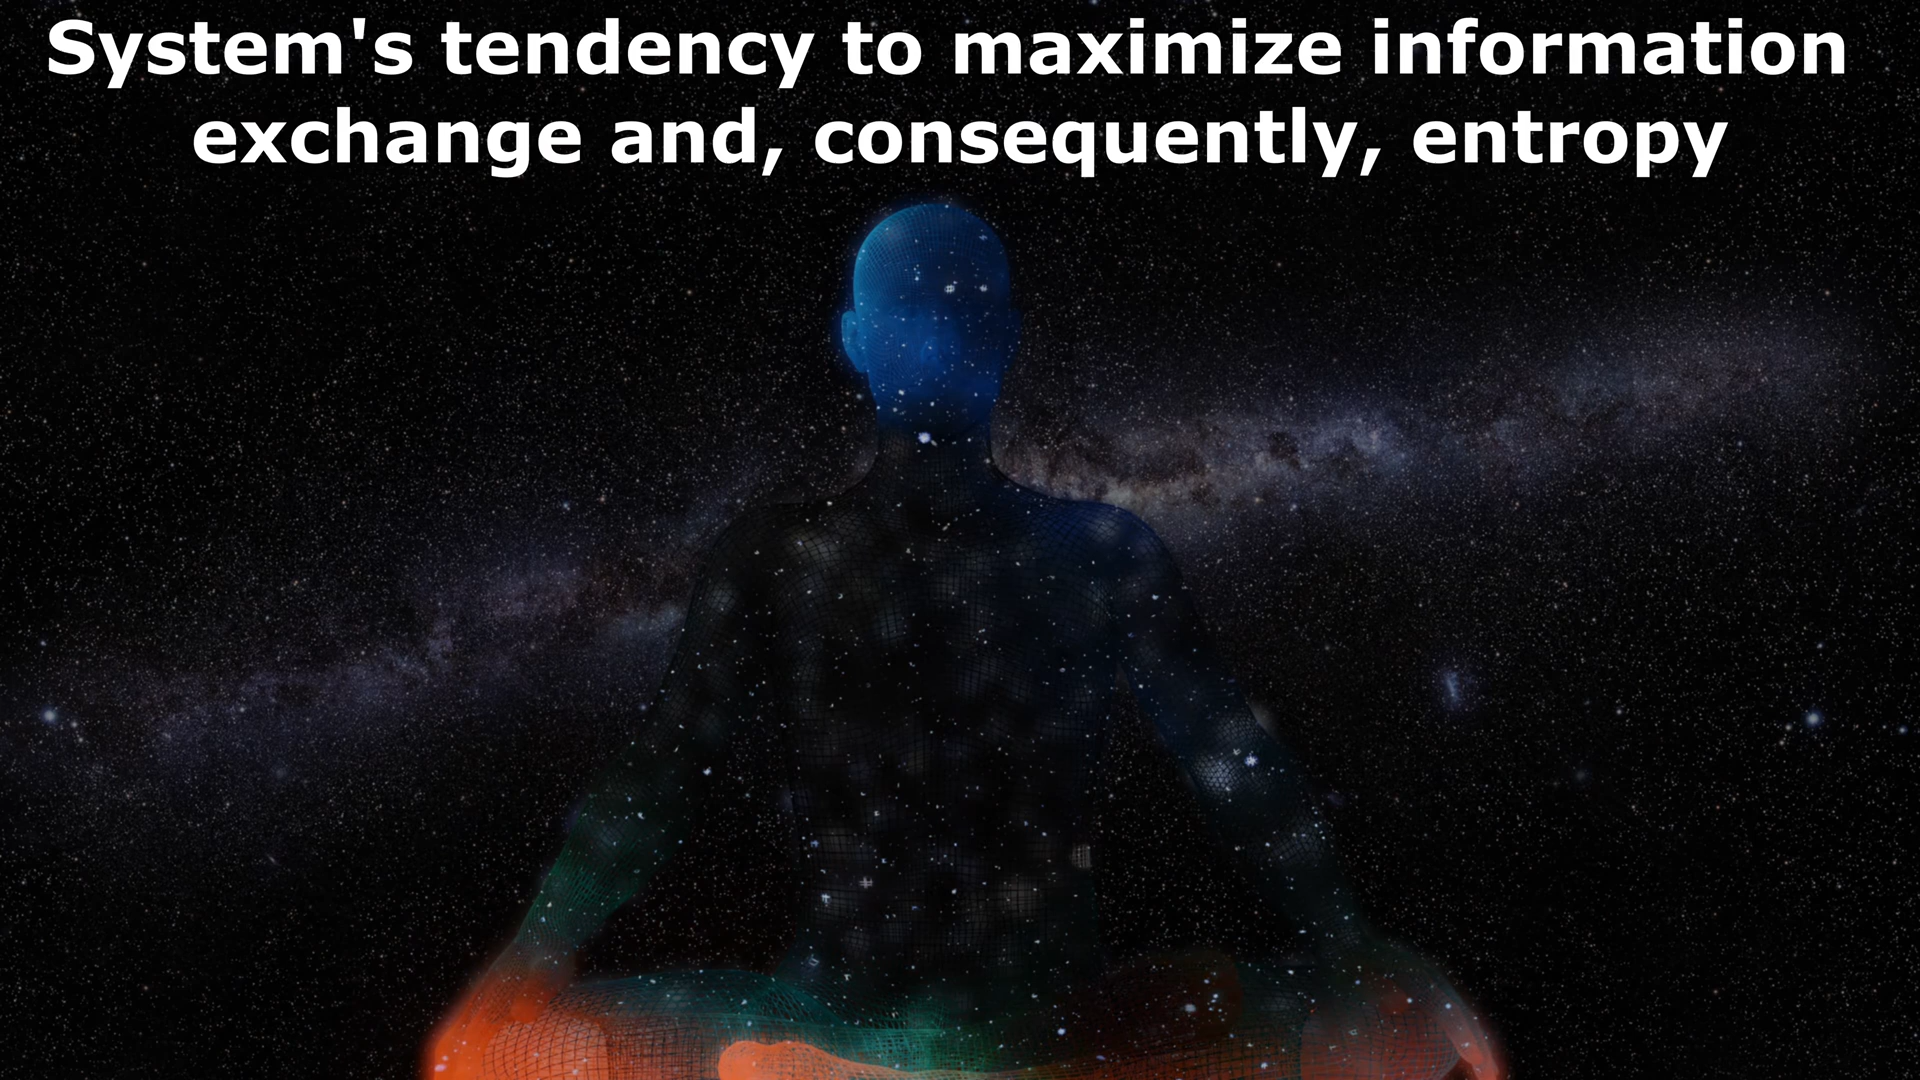 System's tendency to maximize information
exchange and, consequently, entropy